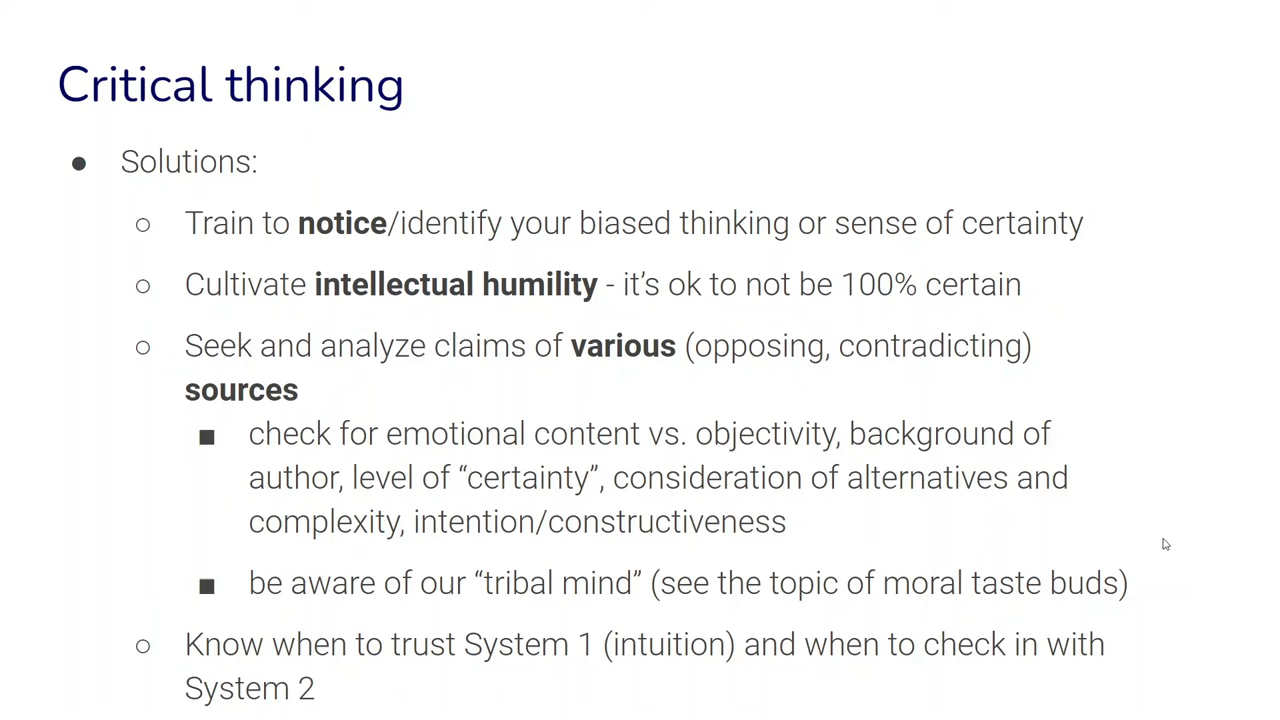 Critical thinking
● Solutions:
○ Train to notice/identify your biased thinking or sense of certainty
○ Cultivate intellectual humility - it's ok to not be 100% certain
○ Seek and analyze claims of various (opposing, contradicting)
sources
■ check for emotional content vs. objectivity, background of
author, level of “certainty”, consideration of alternatives and
complexity, intention/constructiveness
■ be aware of our “tribal mind” (see the topic of moral taste buds)
○ Know when to trust System 1 (intuition) and when to check in with
System 2